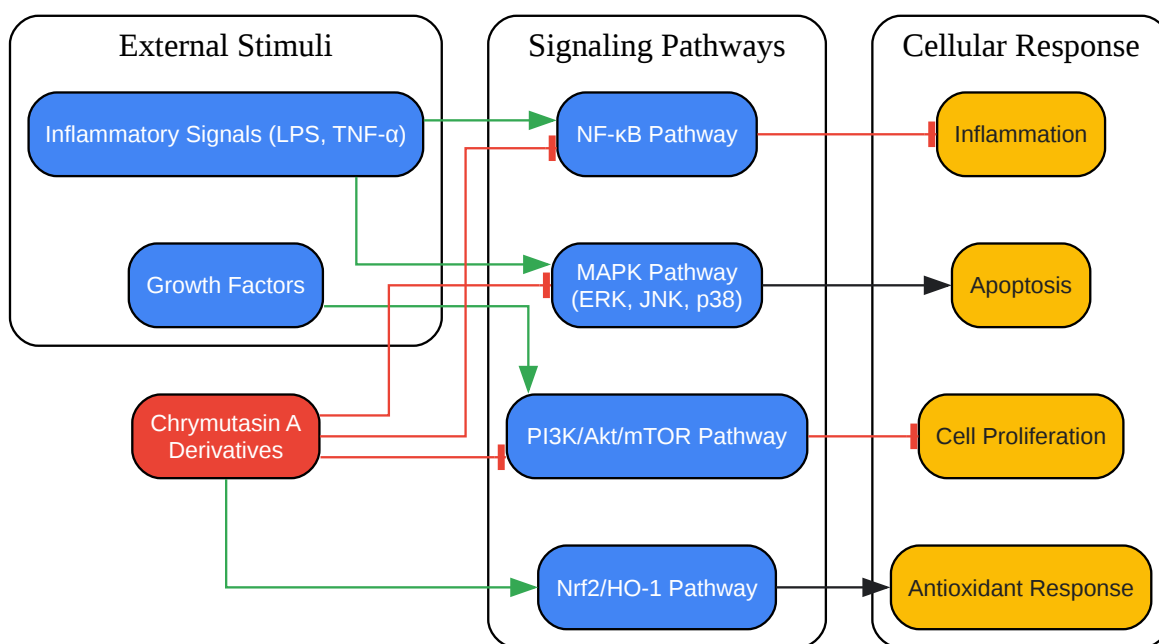 External Stimuli
Signaling Pathways
Cellular Response
Inflammatory Signals (LPS, TNF-α)
NF-κB Pathway
Inflammation
Growth Factors
MAPK Pathway
(ERK, JNK, p38)
Apoptosis
Chrymutasin A
Derivatives
PI3K/Akt/mTOR Pathway
Cell Proliferation
Nrf2/HO-1 Pathway
Antioxidant Response